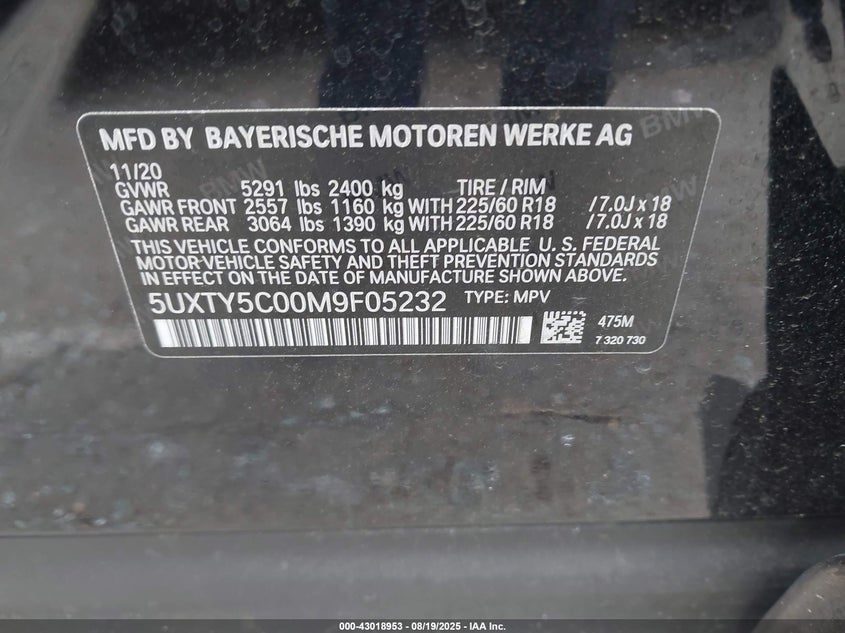 MFD BY BAYERISCHE MOTOREN WERKE AG
11/20
GVWR 5291 lbs 2400 kg TIRE / RIM
GAWR FRONT 2557 lbs 1160 kg WITH 225/60 R18 /7.0J x 18
GAWR REAR 3064 lbs 1390 kg WITH 225/60 R18 /7.0J x 18
THIS VEHICLE CONFORMS TO ALL APPLICABLE U. S. FEDERAL
MOTOR VEHICLE SAFETY AND THEFT PREVENTION STANDARDS
IN EFFECT ON THE DATE OF MANUFACTURE SHOWN ABOVE.
5UXTY5C00M9F05232 TYPE: MPV
475M
7 320 730
BMW
000-43018953 - 08/19/2025 - IAA Inc.